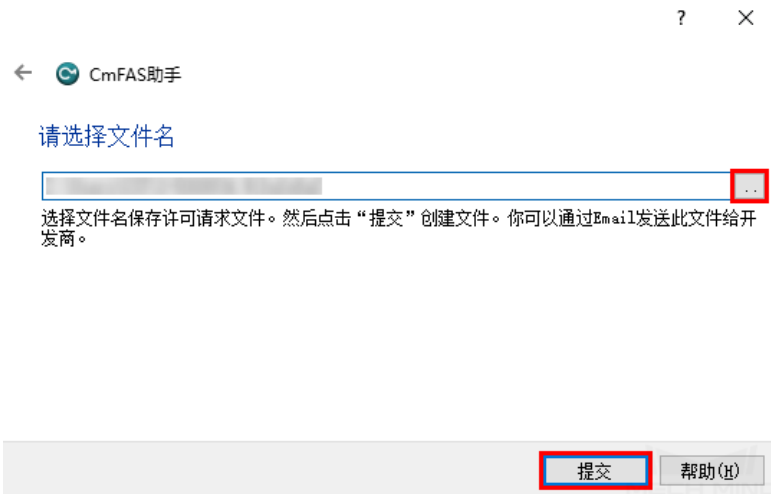 ?
CmFAS助手
请选择文件名
..
选择文件名保存许可请求文件。然后点击“提交”创建文件。你可以通过Email发送此文件给开
发商。
提交
帮助(H)